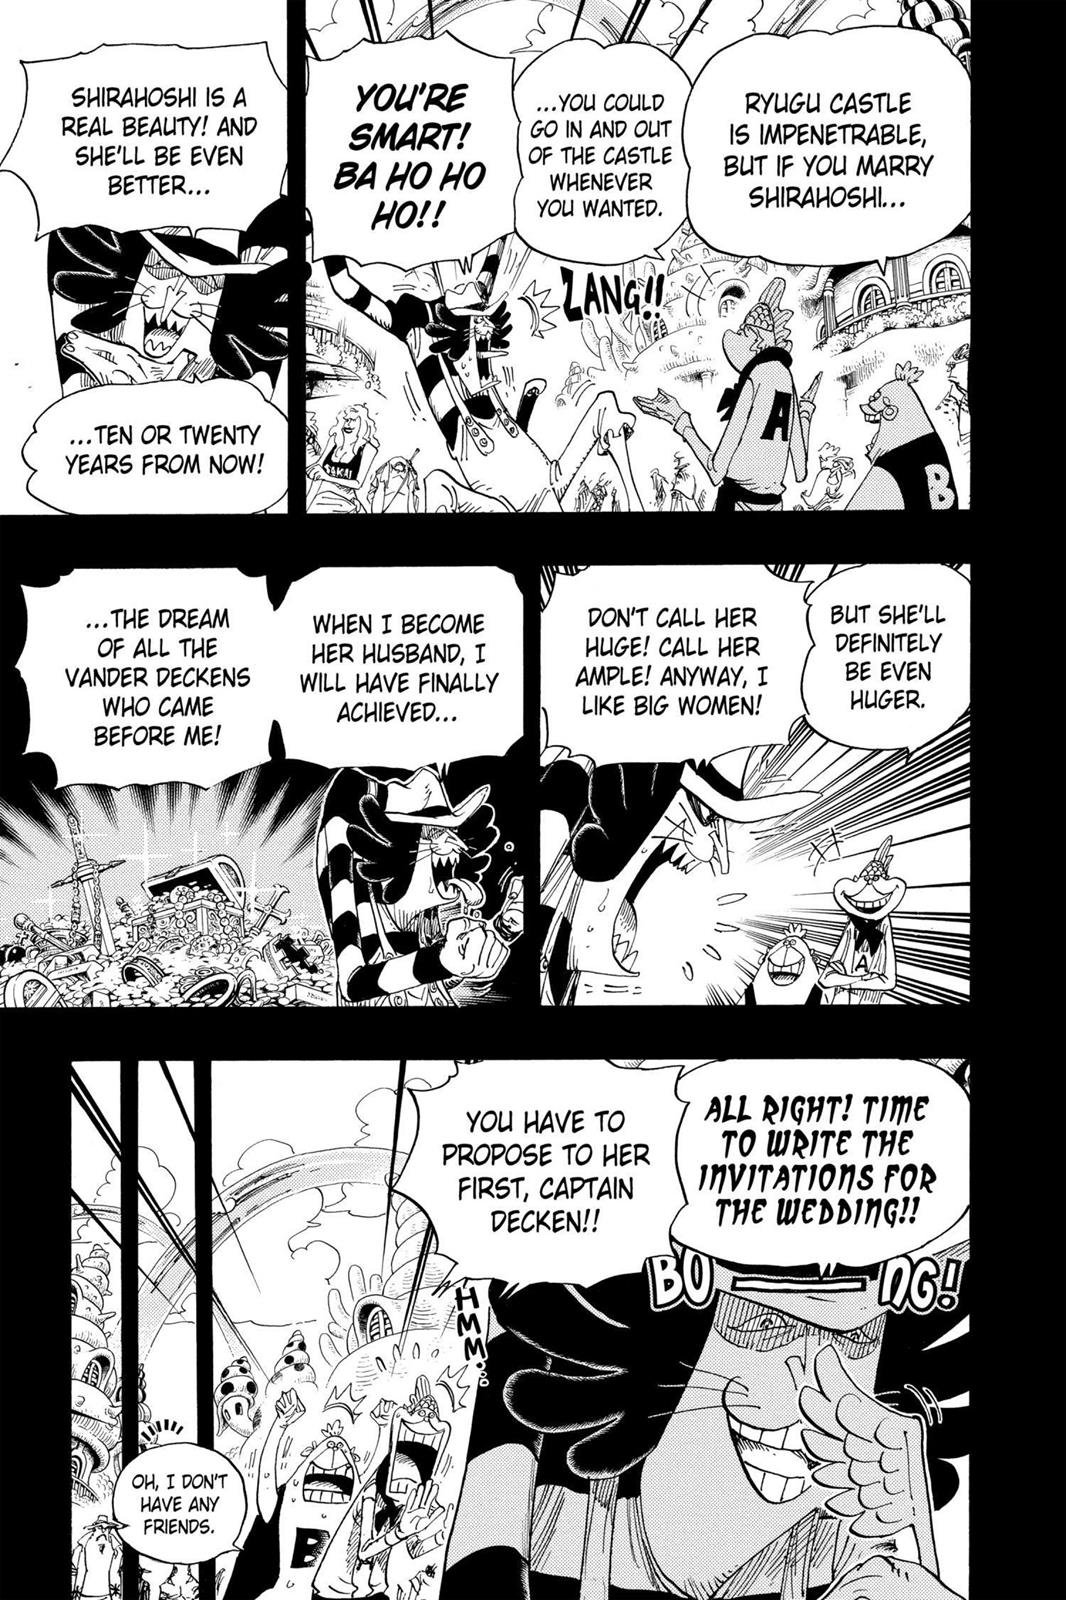 RYUGU CASTLE
IS IMPENETRABLE,
BUT IF YOU MARRY
SHIRAHOSHI...
...YOU COULD
GO IN AND OUT
OF THE CASTLE
WHENEVER
YOU WANTED.
YOU'RE
SMART!
BA HO HO
HO!!
ZANG!!
A
B
SHIRAHOSHI IS A
REAL BEAUTY! AND
SHE'LL BE EVEN
BETTER...
...TEN OR TWENTY
YEARS FROM NOW!
BUT SHE'LL
DEFINITELY
BE EVEN
HUGER.
DON'T CALL HER
HUGE! CALL HER
AMPLE! ANYWAY, I
LIKE BIG WOMEN!
A
WHEN I BECOME
HER HUSBAND, I
WILL HAVE FINALLY
ACHIEVED...
...THE DREAM
OF ALL THE
VANDER DECKENS
WHO CAME
BEFORE ME!
ALL RIGHT! TIME
TO WRITE THE
INVITATIONS FOR
THE WEDDING!!
BO—NG!
YOU HAVE TO
PROPOSE TO HER
FIRST, CAPTAIN
DECKEN!!
HMM...
B
OH, I DON'T
HAVE ANY
FRIENDS.